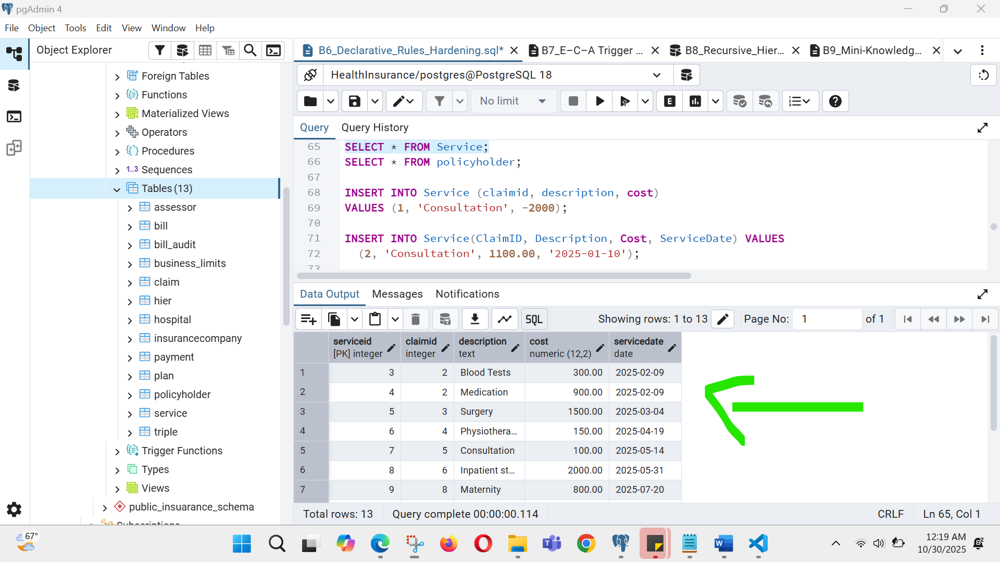 pgAdmin 4
File Object Tools Edit View Window Help
Object Explorer
Foreign Tables
Functions
Materialized Views
Operators
Procedures
1..3 Sequences
Tables (13)
assessor
bill
bill_audit
business_limits
claim
hier
hospital
insurancecompany
payment
plan
policyholder
service
triple
Trigger Functions
Types
Views
public_insuarance_schema
Subscriptions
B6_Declarative_Rules_Hardening.sql* B7_E–C–A Trigger ... B8_Recursive_Hier... B9_Mini-Knowledg...
HealthInsurance/postgres@PostgreSQL 18
No limit E
Query Query History
65 SELECT * FROM Service;
66 SELECT * FROM policyholder;
67
68 INSERT INTO Service (claimid, description, cost)
69 VALUES (1, 'Consultation', -2000);
70
71 INSERT INTO Service(ClaimID, Description, Cost, ServiceDate) VALUES
72 (2, 'Consultation', 1100.00, '2025-01-10');
73
Data Output Messages Notifications
SQL Showing rows: 1 to 13 Page No: 1 of 1
serviceid claimid description cost servicedate
[PK] integer integer text numeric (12,2) date
1 3 2 Blood Tests 300.00 2025-02-09
2 4 2 Medication 900.00 2025-02-09
3 5 3 Surgery 1500.00 2025-03-04
4 6 4 Physiothera... 150.00 2025-04-19
5 7 5 Consultation 100.00 2025-05-14
6 8 6 Inpatient st... 2000.00 2025-05-31
7 9 8 Maternity 800.00 2025-07-20
Total rows: 13 Query complete 00:00:00.114 CRLF Ln 65, Col 1
67°
12:19 AM
10/30/2025